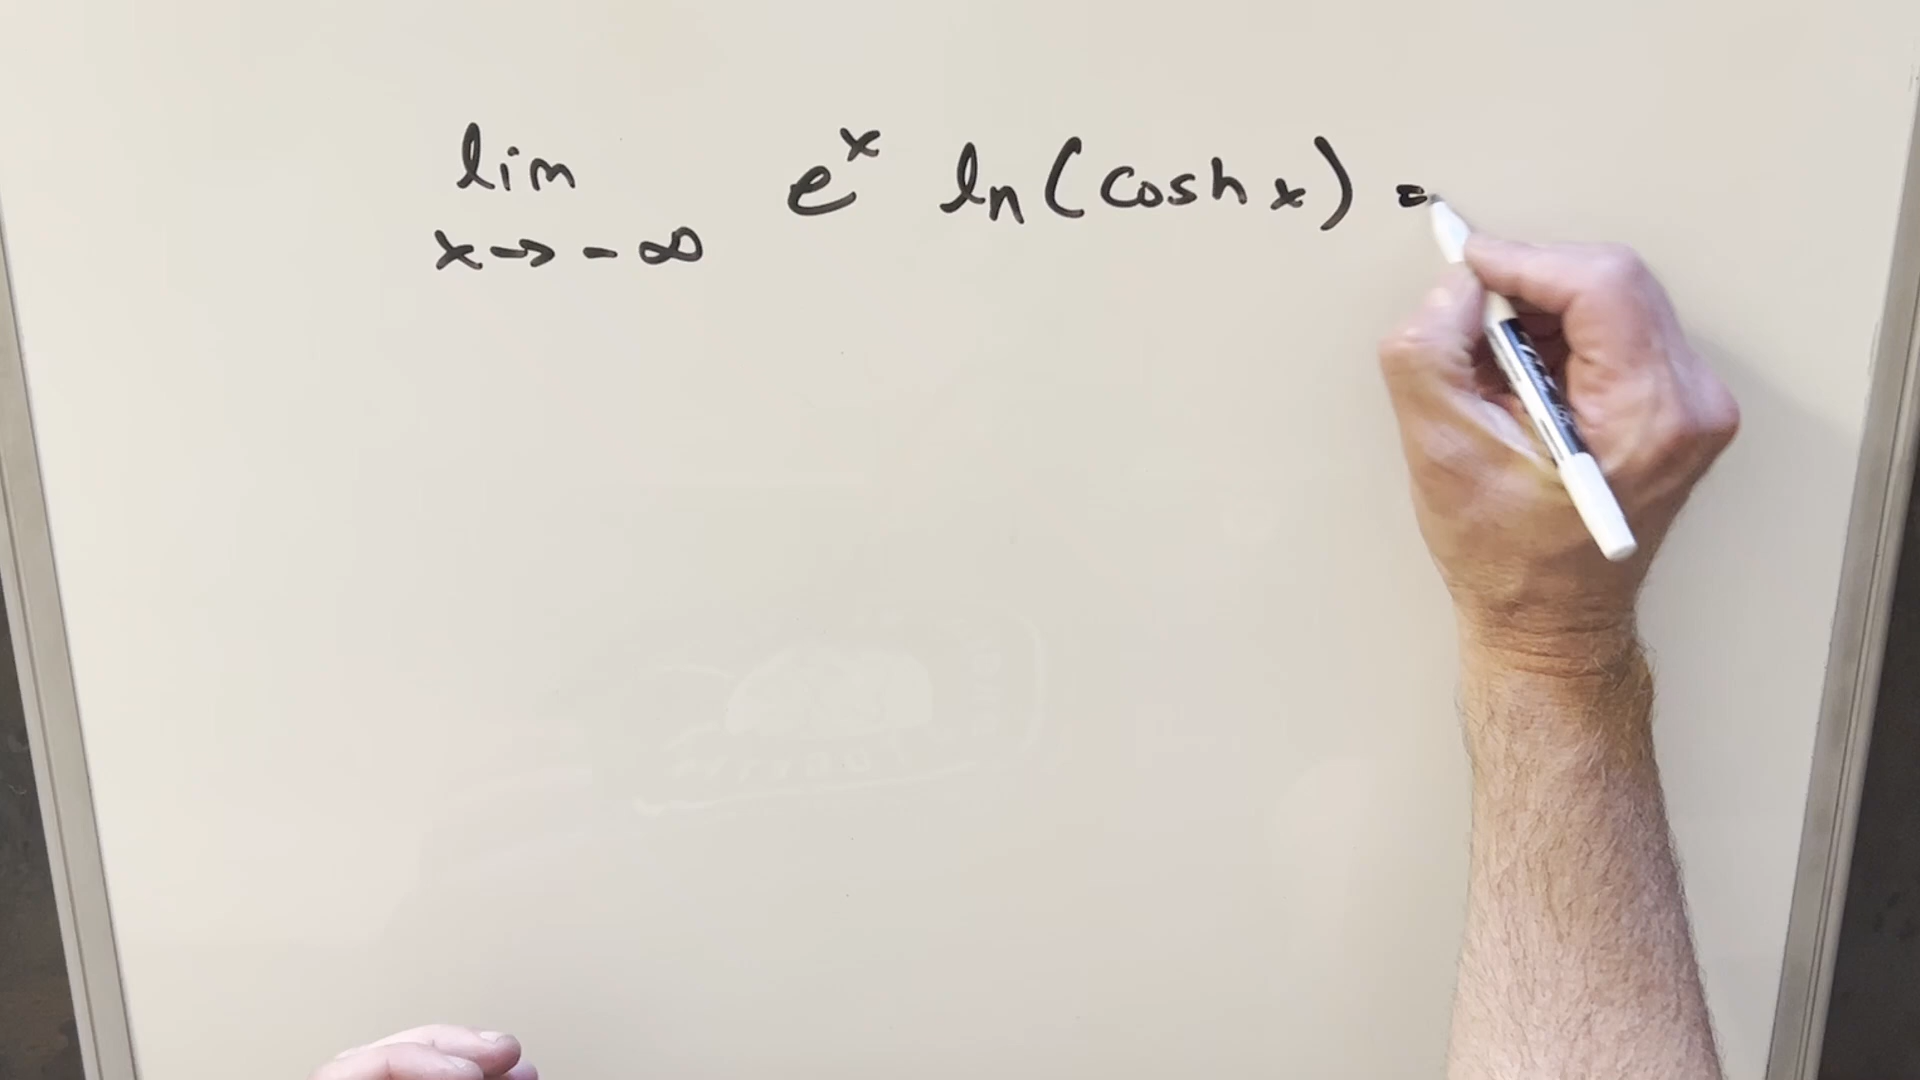 lim e^x ln(cosh x) =
x→-∞